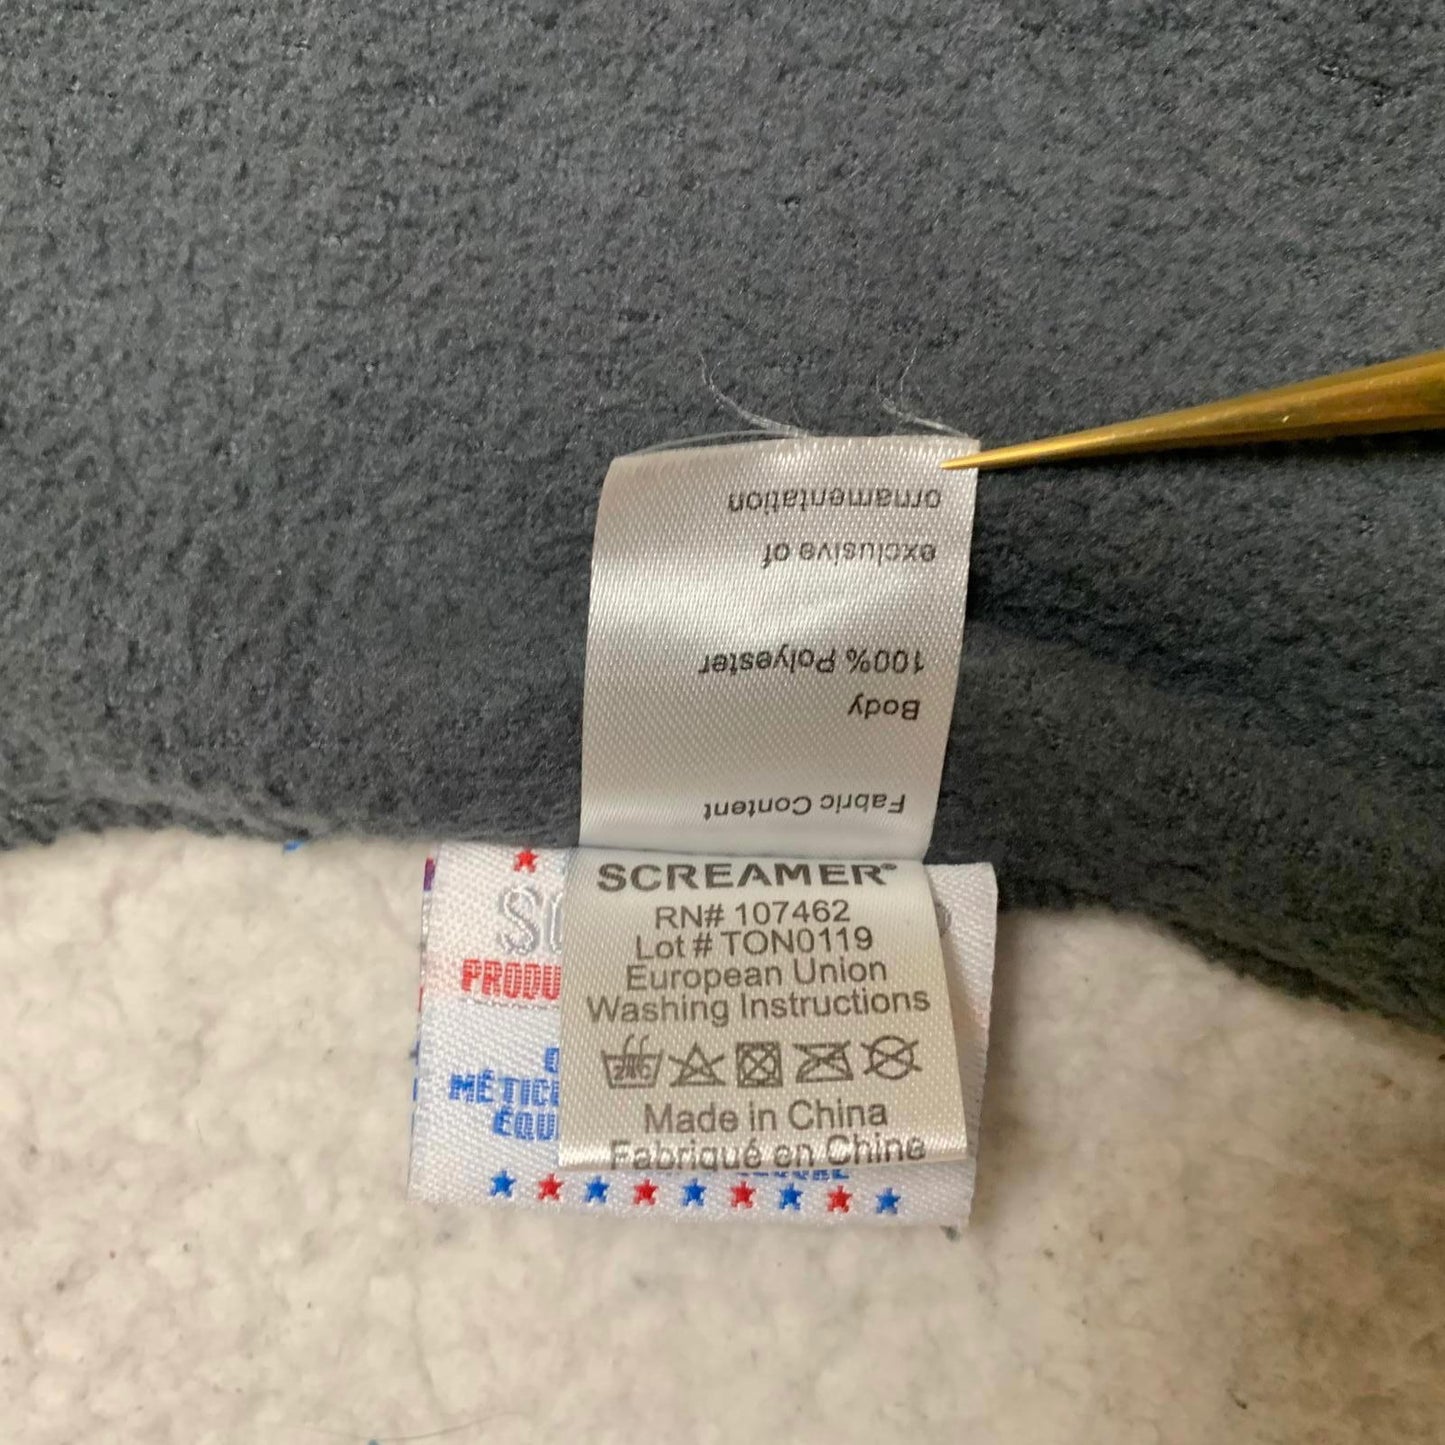 Fabric Content
Body
100% Polyester
exclusive of
ornamentation
SCREAMER®
RN# 107462
Lot # TON0119
European Union
Washing Instructions
Made in China
Fabriqué en Chine